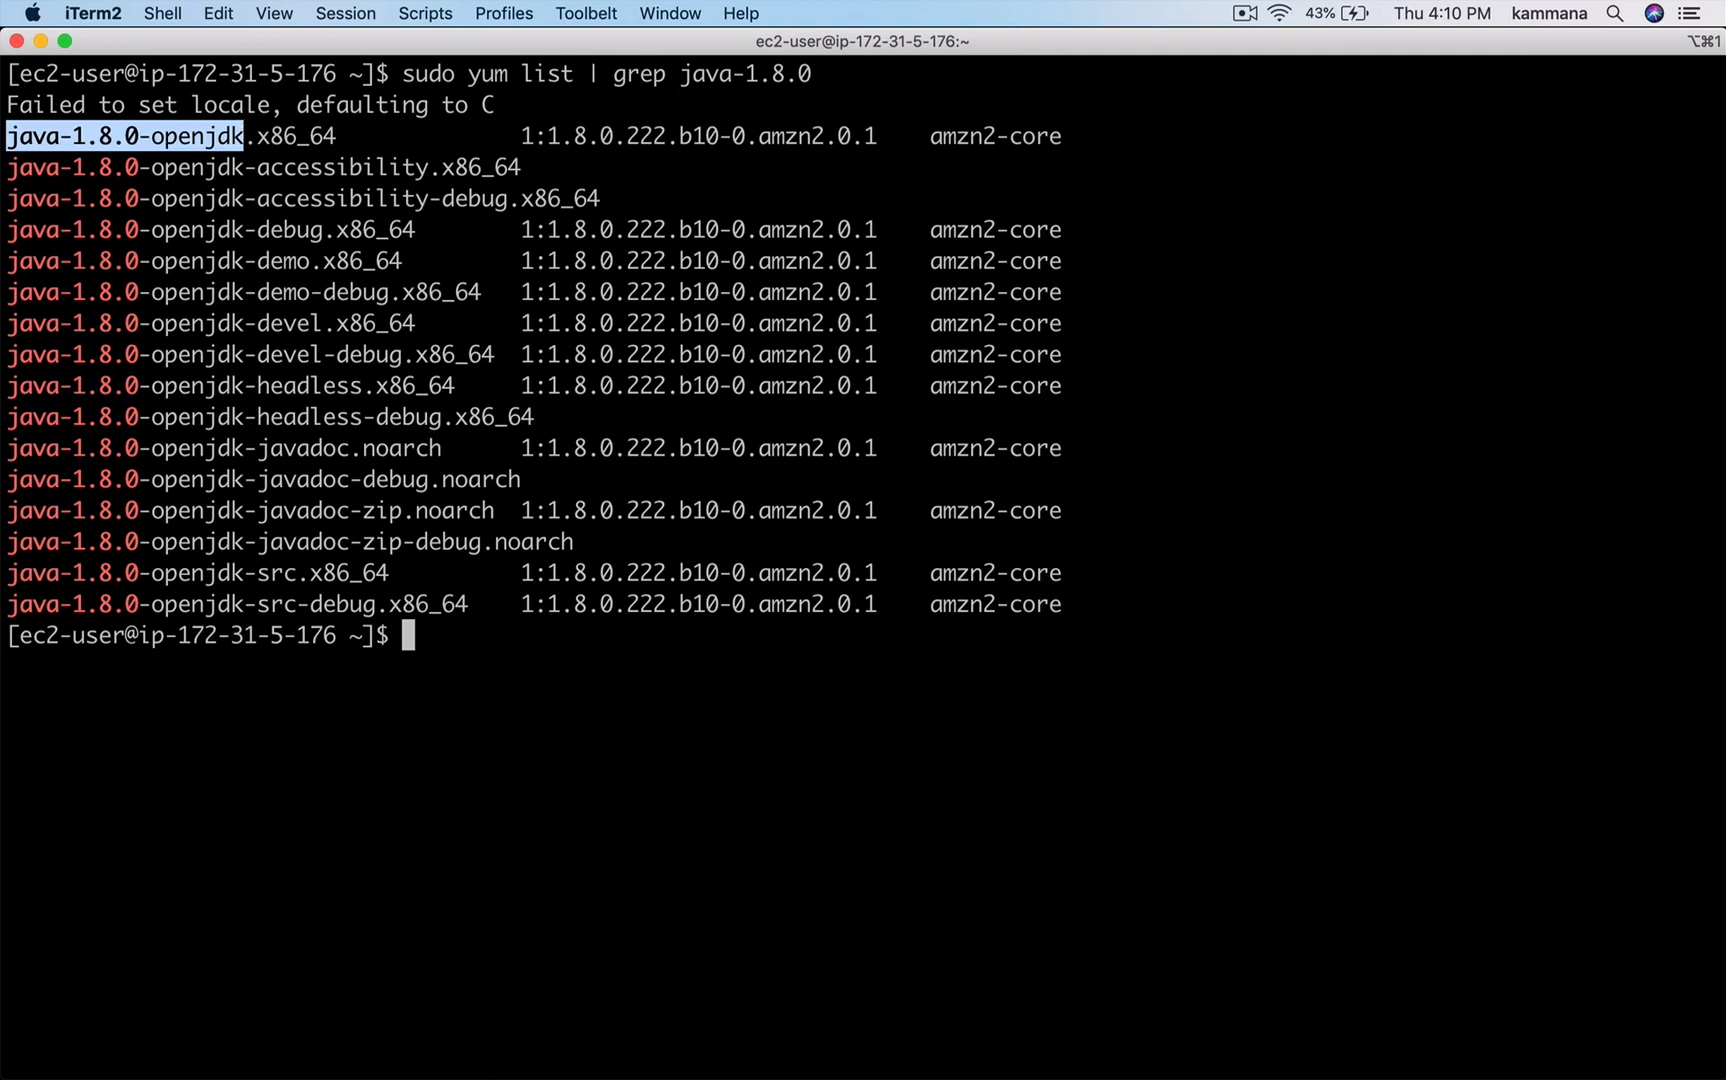 iTerm2 Shell Edit View Session Scripts Profiles Toolbelt Window Help 43% Thu 4:10 PM kammana
ec2-user@ip-172-31-5-176:~ ⌥⌘1
[ec2-user@ip-172-31-5-176 ~]$ sudo yum list | grep java-1.8.0
Failed to set locale, defaulting to C
java-1.8.0-openjdk.x86_64 1:1.8.0.222.b10-0.amzn2.0.1 amzn2-core
java-1.8.0-openjdk-accessibility.x86_64
java-1.8.0-openjdk-accessibility-debug.x86_64
java-1.8.0-openjdk-debug.x86_64 1:1.8.0.222.b10-0.amzn2.0.1 amzn2-core
java-1.8.0-openjdk-demo.x86_64 1:1.8.0.222.b10-0.amzn2.0.1 amzn2-core
java-1.8.0-openjdk-demo-debug.x86_64 1:1.8.0.222.b10-0.amzn2.0.1 amzn2-core
java-1.8.0-openjdk-devel.x86_64 1:1.8.0.222.b10-0.amzn2.0.1 amzn2-core
java-1.8.0-openjdk-devel-debug.x86_64 1:1.8.0.222.b10-0.amzn2.0.1 amzn2-core
java-1.8.0-openjdk-headless.x86_64 1:1.8.0.222.b10-0.amzn2.0.1 amzn2-core
java-1.8.0-openjdk-headless-debug.x86_64
java-1.8.0-openjdk-javadoc.noarch 1:1.8.0.222.b10-0.amzn2.0.1 amzn2-core
java-1.8.0-openjdk-javadoc-debug.noarch
java-1.8.0-openjdk-javadoc-zip.noarch 1:1.8.0.222.b10-0.amzn2.0.1 amzn2-core
java-1.8.0-openjdk-javadoc-zip-debug.noarch
java-1.8.0-openjdk-src.x86_64 1:1.8.0.222.b10-0.amzn2.0.1 amzn2-core
java-1.8.0-openjdk-src-debug.x86_64 1:1.8.0.222.b10-0.amzn2.0.1 amzn2-core
[ec2-user@ip-172-31-5-176 ~]$